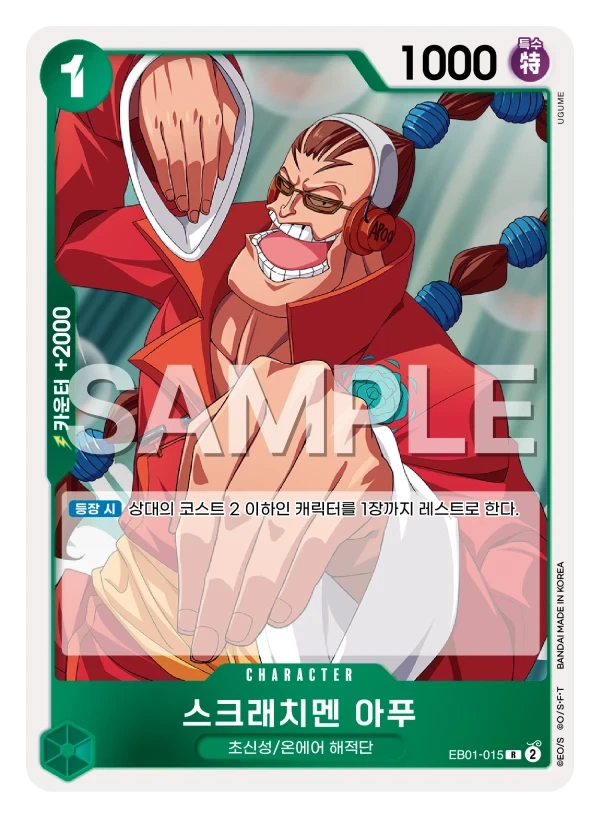 1
1000
특수
特
UGUME
APOO
카운터 +2000
SAMPLE
등장 시 상대의 코스트 2 이하인 캐릭터를 1장까지 레스트로 한다.
CHARACTER
스크래치멘 아푸
초신성/온에어 해적단
EB01-015 R 2
©EO/S ©O/S·F·T BANDAI MADE IN KOREA